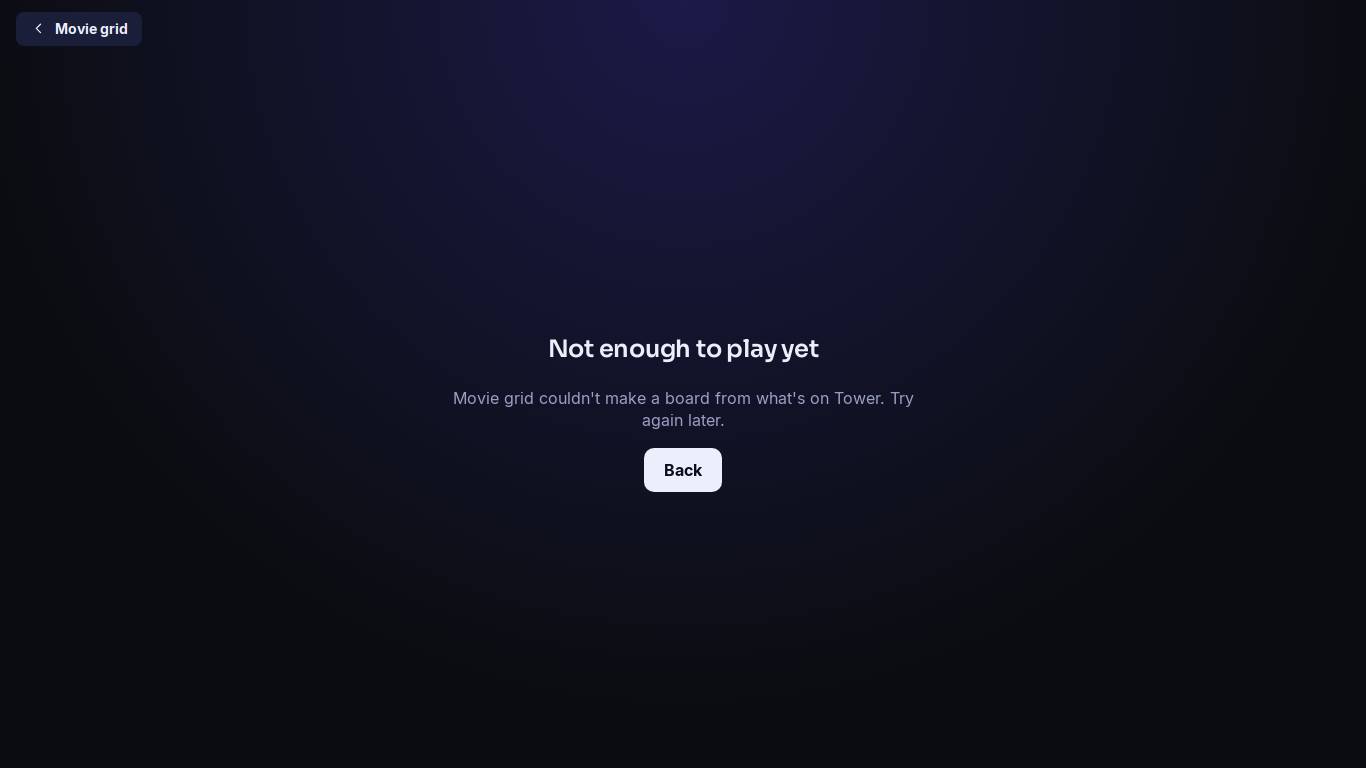 Movie grid
Not enough to play yet
Movie grid couldn't make a board from what's on Tower. Try
again later.
Back